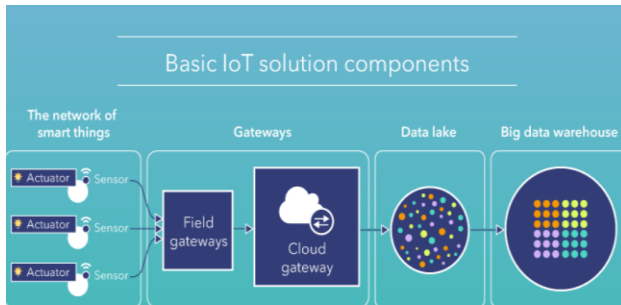 Basic IoT solution components
The network of
smart things
Gateways
Data lake
Big data warehouse
Actuator
Sensor
Actuator
Sensor
Actuator
Sensor
Field
gateways
Cloud
gateway